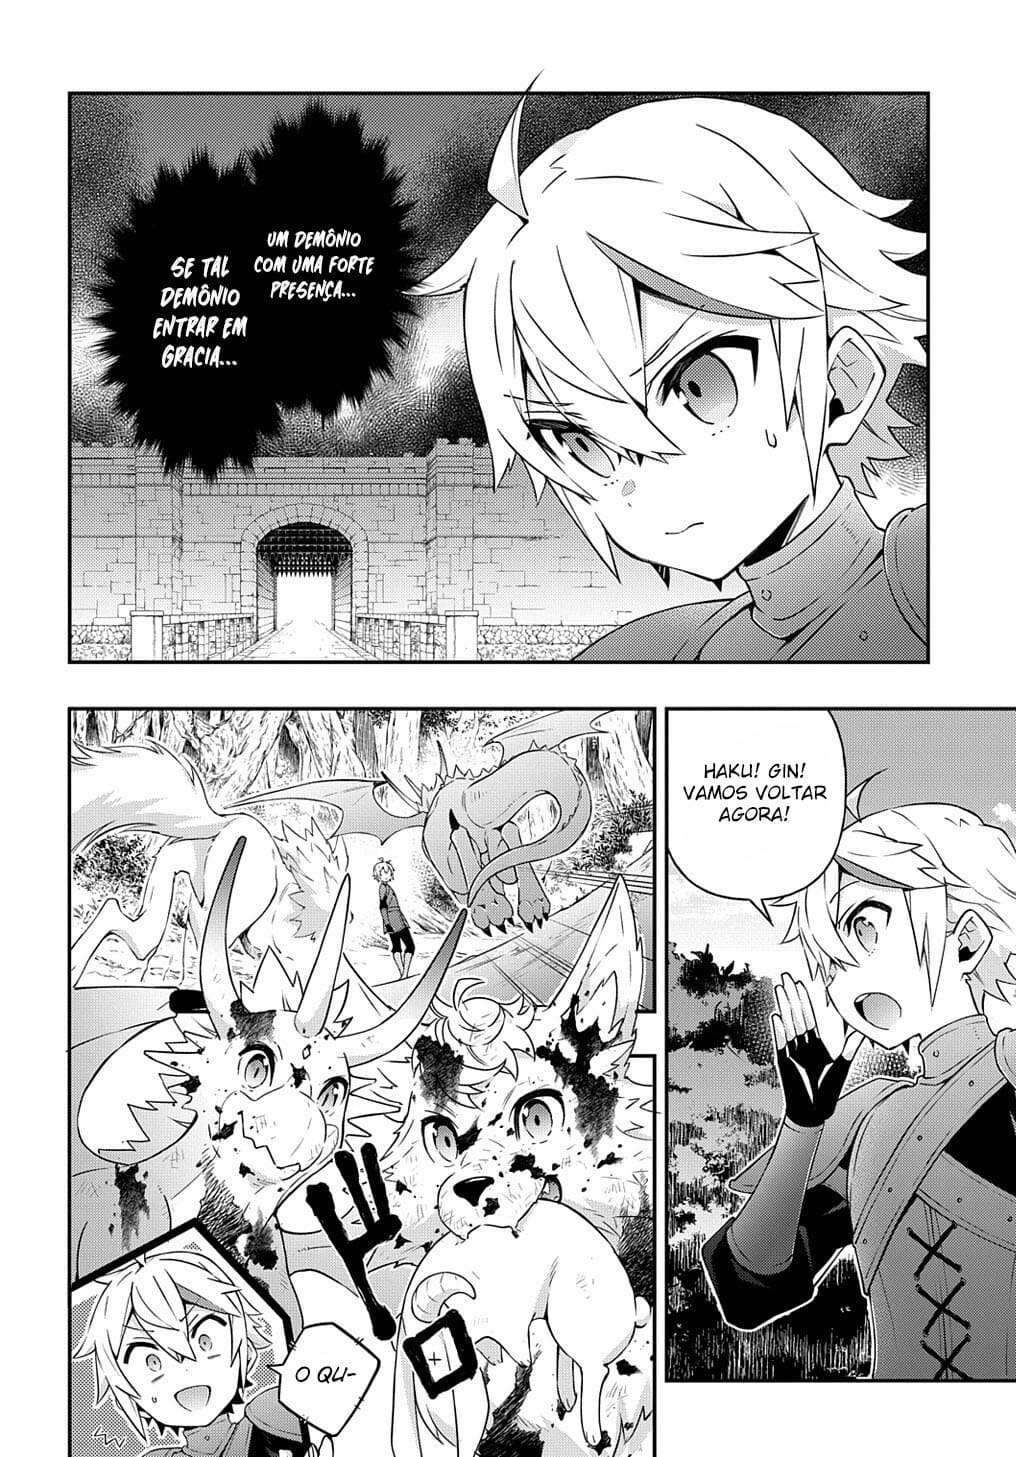 UM DEMÔNIO
COM UMA FORTE
PRESENÇA...
SE TAL
DEMÔNIO
ENTRAR EM
GRACIA...
HAKU! GIN!
VAMOS VOLTAR
AGORA!
O QU-